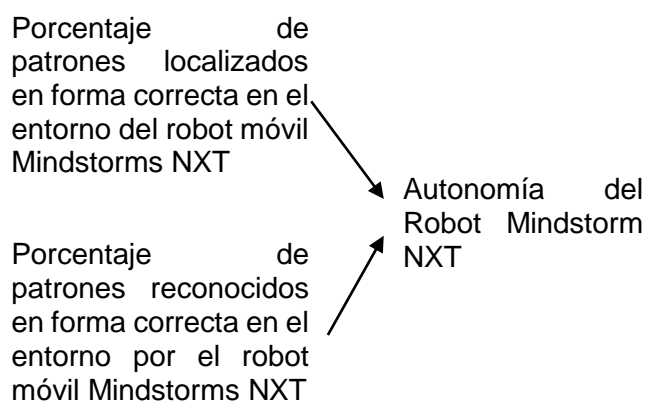 Porcentaje de
patrones localizados
en forma correcta en el
entorno del robot móvil
Mindstorms NXT
Autonomía del
Robot Mindstorm
NXT
Porcentaje de
patrones reconocidos
en forma correcta en el
entorno por el robot
móvil Mindstorms NXT